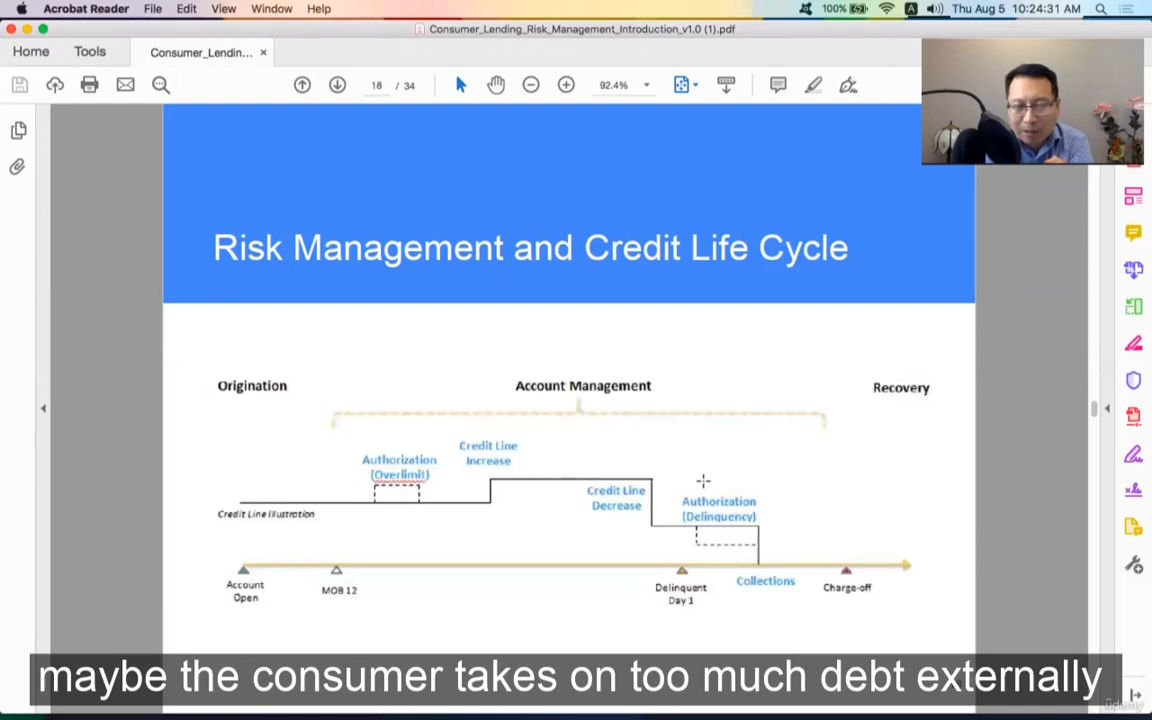 Acrobat Reader File Edit View Window Help 100% Thu Aug 5 10:24:31 AM
Consumer_Lending_Risk_Management_Introduction_v1.0 (1).pdf
Home Tools Consumer_Lendin... ×
18 / 34 92.4%
Risk Management and Credit Life Cycle
Origination Account Management Recovery
Credit Line
Increase
Authorization
(Overlimit)
Credit Line
Decrease
Authorization
(Delinquency)
Credit Line Illustration
Account
Open
MOB 12
Delinquent
Day 1
Collections
Charge-off
maybe the consumer takes on too much debt externally
ûdemy